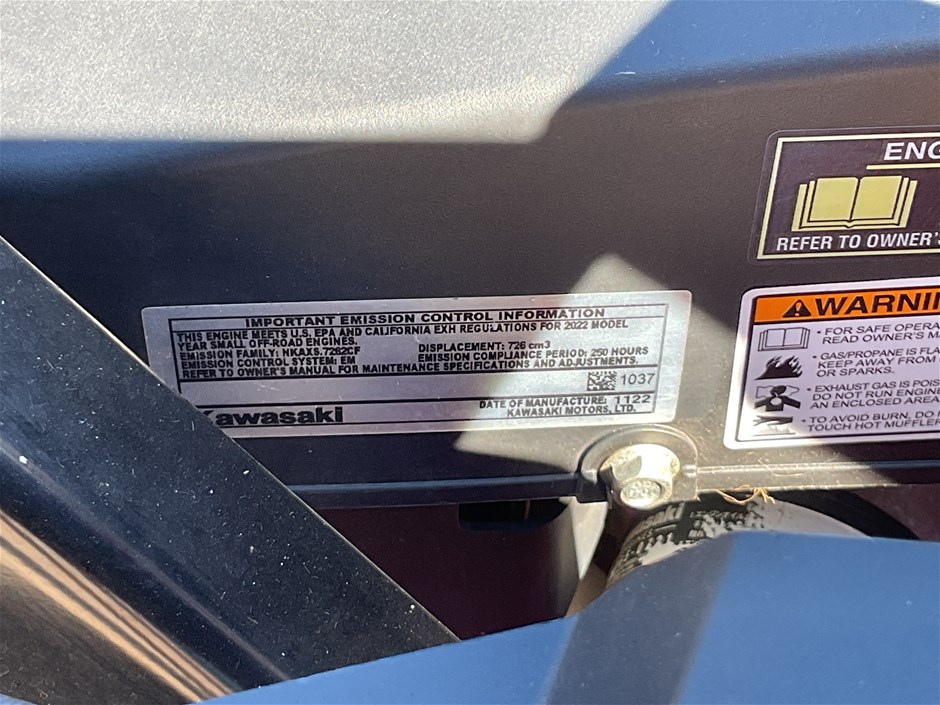 ENG
REFER TO OWNER'S
IMPORTANT EMISSION CONTROL INFORMATION
THIS ENGINE MEETS U.S. EPA AND CALIFORNIA EXH REGULATIONS FOR 2022 MODEL
YEAR SMALL OFF-ROAD ENGINES.
EMISSION FAMILY: NKAXS.7262CF DISPLACEMENT: 726 cm3
EMISSION CONTROL SYSTEM: EM EMISSION COMPLIANCE PERIOD: 250 HOURS
REFER TO OWNER'S MANUAL FOR MAINTENANCE SPECIFICATIONS AND ADJUSTMENTS.
1037
DATE OF MANUFACTURE: 1122
Kawasaki KAWASAKI MOTORS, LTD.
WARNIN
• FOR SAFE OPERA
READ OWNER'S
• GAS/PROPANE IS FLA
KEEP AWAY FROM
OR SPARKS.
• EXHAUST GAS IS POIS
DO NOT RUN ENGINE
AN ENCLOSED AREA
• TO AVOID BURN, DO
TOUCH HOT MUFFLER